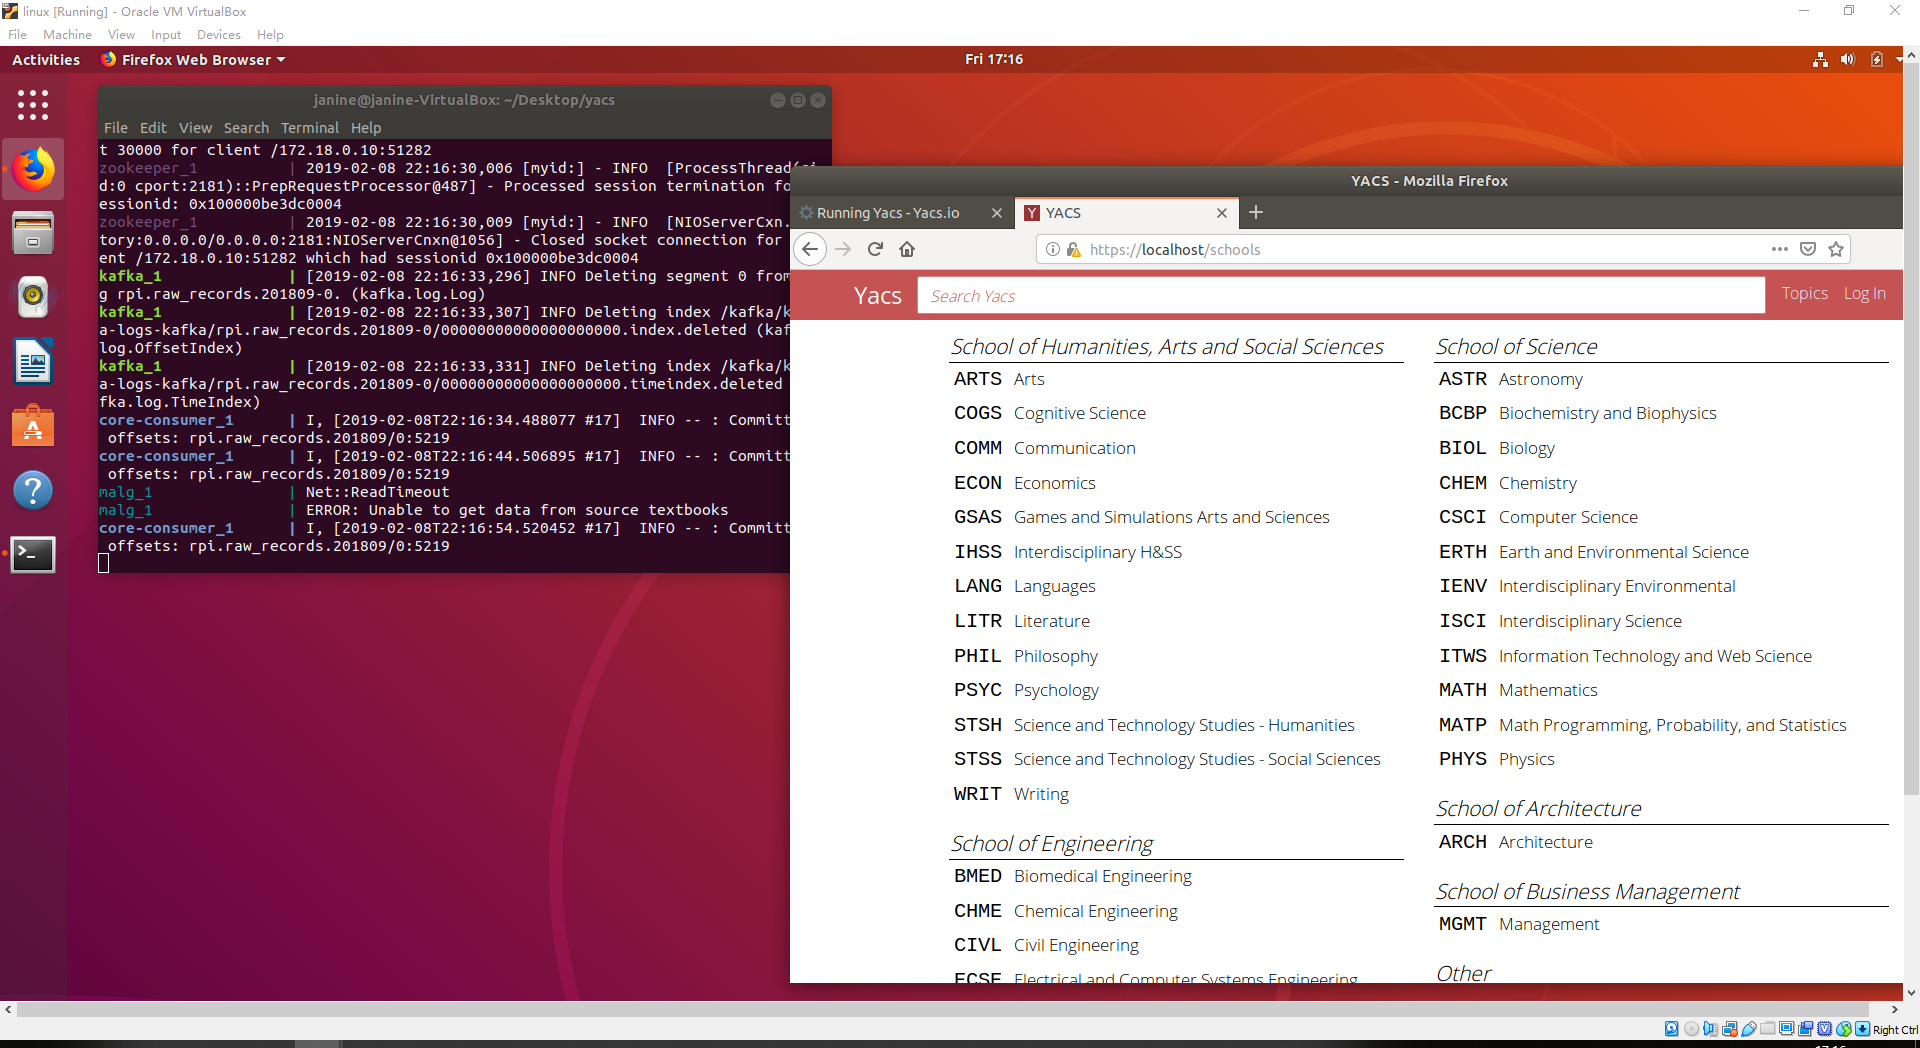 linux [Running] - Oracle VM VirtualBox
File Machine View Input Devices Help
Activities Firefox Web Browser Fri 17:16
janine@janine-VirtualBox: ~/Desktop/yacs
File Edit View Search Terminal Help
t 30000 for client /172.18.0.10:51282
zookeeper_1 | 2019-02-08 22:16:30,006 [myid:] - INFO [ProcessThread(
d:0 cport:2181)::PrepRequestProcessor@487] - Processed session termination fo
essionid: 0x100000be3dc0004
zookeeper_1 | 2019-02-08 22:16:30,009 [myid:] - INFO [NIOServerCxn.
tory:0.0.0.0/0.0.0.0:2181:NIOServerCnxn@1056] - Closed socket connection for
ent /172.18.0.10:51282 which had sessionid 0x100000be3dc0004
kafka_1 | [2019-02-08 22:16:33,296] INFO Deleting segment 0 from
g rpi.raw_records.201809-0. (kafka.log.Log)
kafka_1 | [2019-02-08 22:16:33,307] INFO Deleting index /kafka/k
a-logs-kafka/rpi.raw_records.201809-0/00000000000000000000.index.deleted (kaf
log.OffsetIndex)
kafka_1 | [2019-02-08 22:16:33,331] INFO Deleting index /kafka/k
a-logs-kafka/rpi.raw_records.201809-0/00000000000000000000.timeindex.deleted
fka.log.TimeIndex)
core-consumer_1 | I, [2019-02-08T22:16:34.488077 #17] INFO -- : Committ
offsets: rpi.raw_records.201809/0:5219
core-consumer_1 | I, [2019-02-08T22:16:44.506895 #17] INFO -- : Committ
offsets: rpi.raw_records.201809/0:5219
malg_1 | Net::ReadTimeout
malg_1 | ERROR: Unable to get data from source textbooks
core-consumer_1 | I, [2019-02-08T22:16:54.520452 #17] INFO -- : Committ
offsets: rpi.raw_records.201809/0:5219
YACS - Mozilla Firefox
Running Yacs - Yacs.io
YACS
https://localhost/schools
Yacs Search Yacs Topics Log In
School of Humanities, Arts and Social Sciences
ARTS Arts
COGS Cognitive Science
COMM Communication
ECON Economics
GSAS Games and Simulations Arts and Sciences
IHSS Interdisciplinary H&SS
LANG Languages
LITR Literature
PHIL Philosophy
PSYC Psychology
STSH Science and Technology Studies - Humanities
STSS Science and Technology Studies - Social Sciences
WRIT Writing
School of Engineering
BMED Biomedical Engineering
CHME Chemical Engineering
CIVL Civil Engineering
ECSE Electrical and Computer Systems Engineering
School of Science
ASTR Astronomy
BCBP Biochemistry and Biophysics
BIOL Biology
CHEM Chemistry
CSCI Computer Science
ERTH Earth and Environmental Science
IENV Interdisciplinary Environmental
ISCI Interdisciplinary Science
ITWS Information Technology and Web Science
MATH Mathematics
MATP Math Programming, Probability, and Statistics
PHYS Physics
School of Architecture
ARCH Architecture
School of Business Management
MGMT Management
Other
Right Ctrl